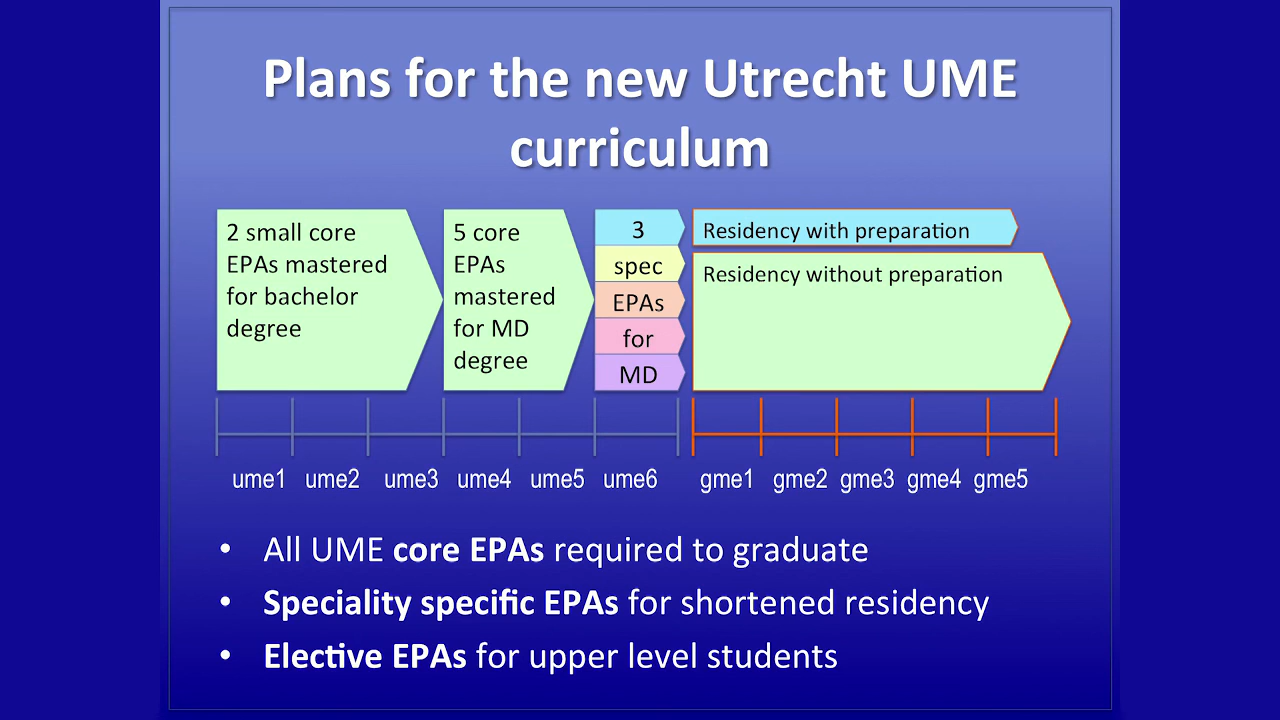 Plans for the new Utrecht UME
curriculum
2 small core
EPAs mastered
for bachelor
degree
5 core
EPAs
mastered
for MD
degree
3
spec
EPAs
for
MD
Residency with preparation
Residency without preparation
ume1 ume2 ume3 ume4 ume5 ume6 gme1 gme2 gme3 gme4 gme5
• All UME core EPAs required to graduate
• Speciality specific EPAs for shortened residency
• Elective EPAs for upper level students